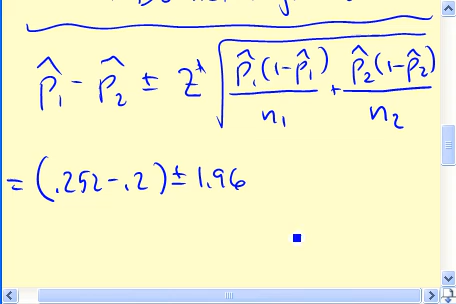 p̂₁ - p̂₂ ± z* √( p̂₁(1-p̂₁)/n₁ + p̂₂(1-p̂₂)/n₂ )
= (.252-.2) ± 1.96